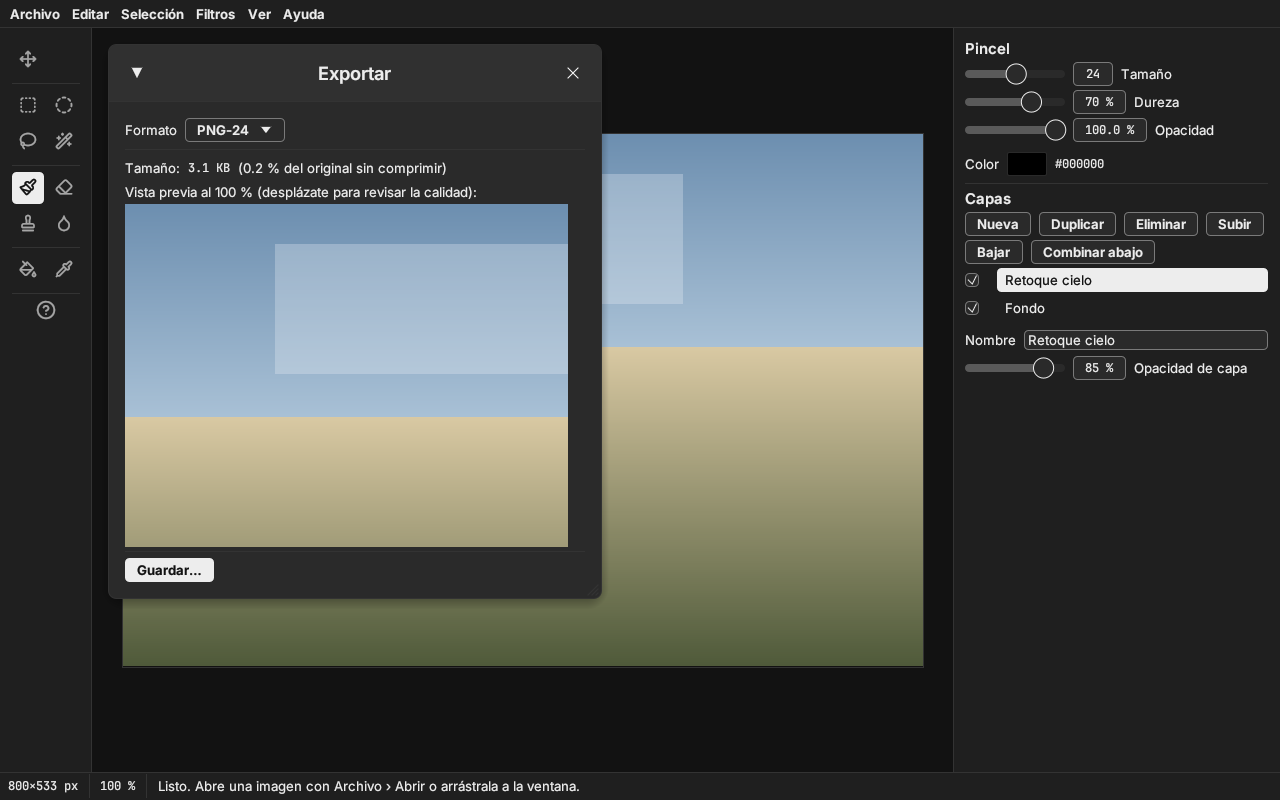 Archivo Editar Selección Filtros Ver Ayuda
Exportar
Formato PNG-24
Tamaño: 3.1 KB (0.2 % del original sin comprimir)
Vista previa al 100 % (desplázate para revisar la calidad):
Guardar...
Pincel
24 Tamaño
70 % Dureza
100.0 % Opacidad
Color #000000
Capas
Nueva Duplicar Eliminar Subir
Bajar Combinar abajo
Retoque cielo
Fondo
Nombre Retoque cielo
85 % Opacidad de capa
800×533 px 100 % Listo. Abre una imagen con Archivo › Abrir o arrástrala a la ventana.